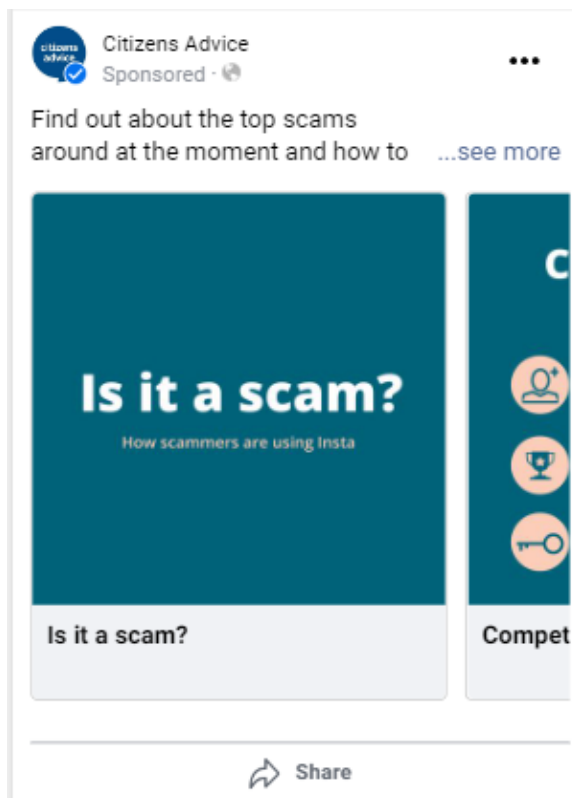 citizens
advice
Citizens Advice
Sponsored ·
Find out about the top scams
around at the moment and how to ...see more
Is it a scam?
How scammers are using Insta
C
Is it a scam?
Compet
Share